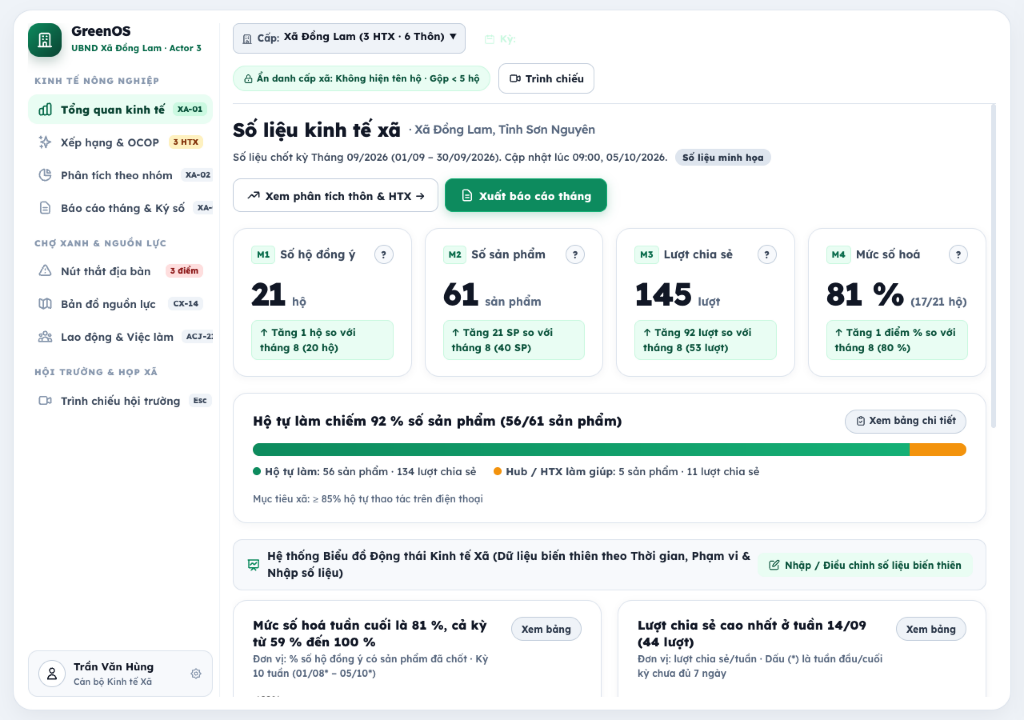 GreenOS
UBND Xã Đồng Lam · Actor 3
KINH TẾ NÔNG NGHIỆP
Tổng quan kinh tế XA-01
Xếp hạng & OCOP 3 HTX
Phân tích theo nhóm XA-02
Báo cáo tháng & Ký số XA-
CHỢ XANH & NGUỒN LỰC
Nút thắt địa bàn 3 điểm
Bản đồ nguồn lực CX-14
Lao động & Việc làm
HỘI TRƯỜNG & HỌP XÃ
Trình chiếu hội trường Esc
Trần Văn Hùng
Cán bộ Kinh tế Xã
Cấp: Xã Đồng Lam (3 HTX · 6 Thôn) ▼
Kỳ:
Ẩn danh cấp xã: Không hiện tên hộ · Gộp < 5 hộ
Trình chiếu
Số liệu kinh tế xã · Xã Đồng Lam, Tỉnh Sơn Nguyên
Số liệu chốt kỳ Tháng 09/2026 (01/09 – 30/09/2026). Cập nhật lúc 09:00, 05/10/2026. Số liệu minh họa
Xem phân tích thôn & HTX →
Xuất báo cáo tháng
M1 Số hộ đồng ý ?
21 hộ
↑ Tăng 1 hộ so với
tháng 8 (20 hộ)
M2 Số sản phẩm ?
61 sản phẩm
↑ Tăng 21 SP so với
tháng 8 (40 SP)
M3 Lượt chia sẻ ?
145 lượt
↑ Tăng 92 lượt so với
tháng 8 (53 lượt)
M4 Mức số hoá ?
81 % (17/21 hộ)
↑ Tăng 1 điểm % so với
tháng 8 (80 %)
Hộ tự làm chiếm 92 % số sản phẩm (56/61 sản phẩm)
Xem bảng chi tiết
Hộ tự làm: 56 sản phẩm · 134 lượt chia sẻ
Hub / HTX làm giúp: 5 sản phẩm · 11 lượt chia sẻ
Mục tiêu xã: ≥ 85% hộ tự thao tác trên điện thoại
Hệ thống Biểu đồ Động thái Kinh tế Xã (Dữ liệu biến thiên theo Thời gian, Phạm vi &
Nhập số liệu)
Nhập / Điều chỉnh số liệu biến thiên
Mức số hoá tuần cuối là 81 %, cả kỳ
từ 59 % đến 100 %
Xem bảng
Đơn vị: % số hộ đồng ý có sản phẩm đã chốt · Kỳ
10 tuần (01/08* – 05/10*)
Lượt chia sẻ cao nhất ở tuần 14/09
(44 lượt)
Xem bảng
Đơn vị: lượt chia sẻ/tuần · Dấu (*) là tuần đầu/cuối
kỳ chưa đủ 7 ngày